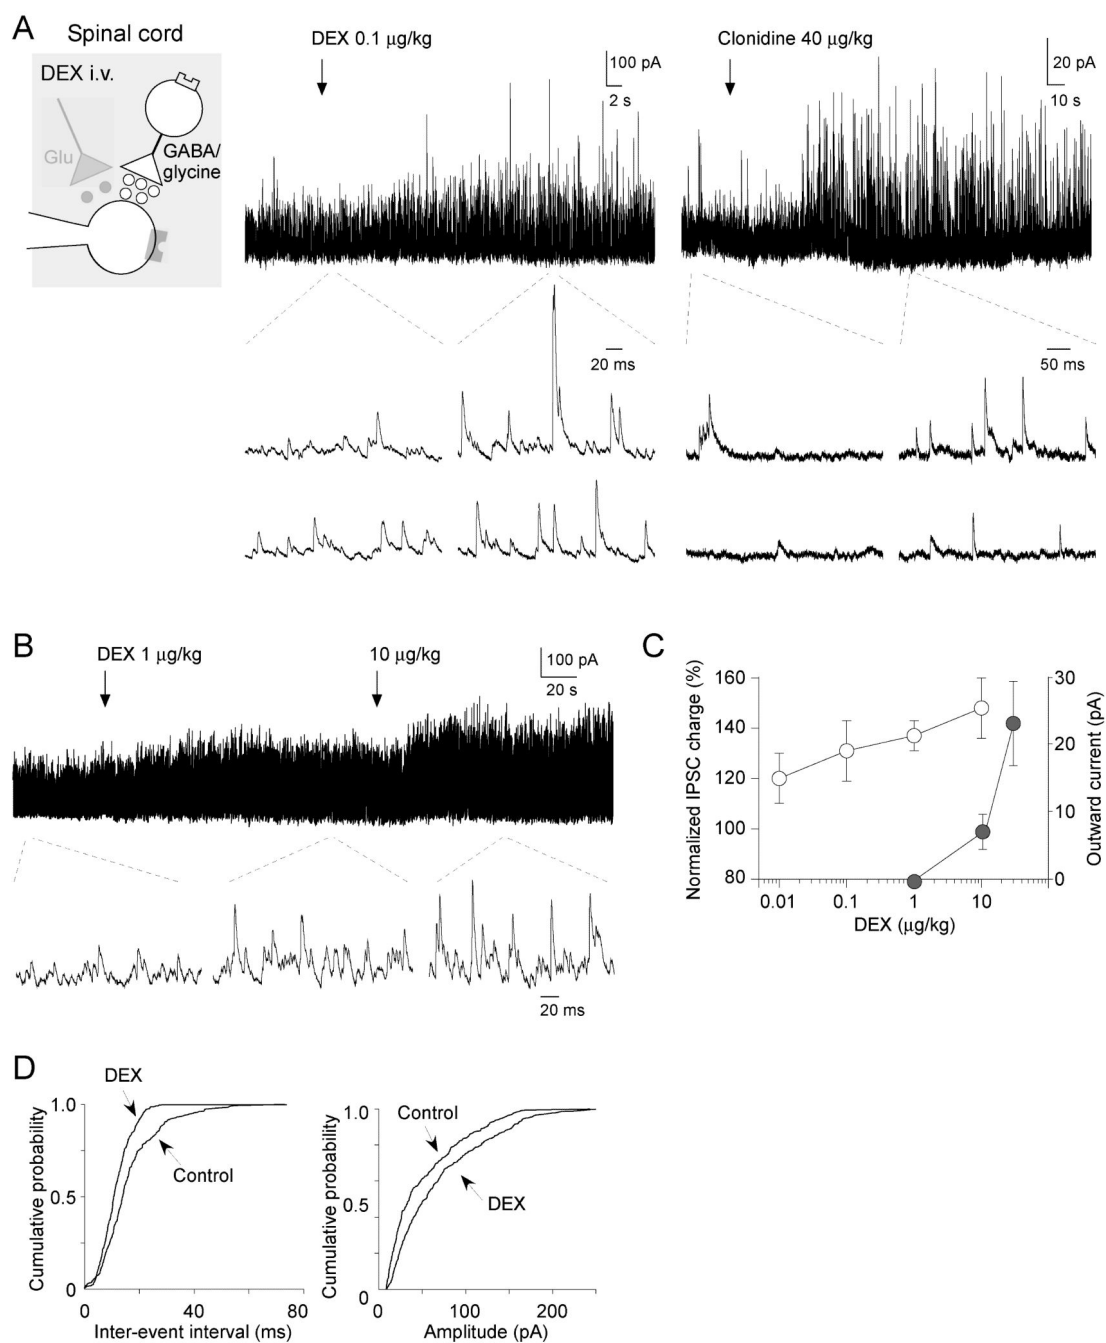 A
Spinal cord
DEX i.v.
Glu
GABA/
glycine
DEX 0.1 µg/kg
100 pA
2 s
Clonidine 40 µg/kg
20 pA
10 s
20 ms
50 ms
B
DEX 1 µg/kg
10 µg/kg
100 pA
20 s
20 ms
C
Normalized IPSC charge (%)
160
140
120
100
80
0.01
0.1
1
10
DEX (µg/kg)
30
20
10
0
Outward current (pA)
D
DEX
Control
Cumulative probability
1.0
0.5
0
0
40
80
Inter-event interval (ms)
Control
DEX
Cumulative probability
1.0
0.5
0
0
100
200
Amplitude (pA)